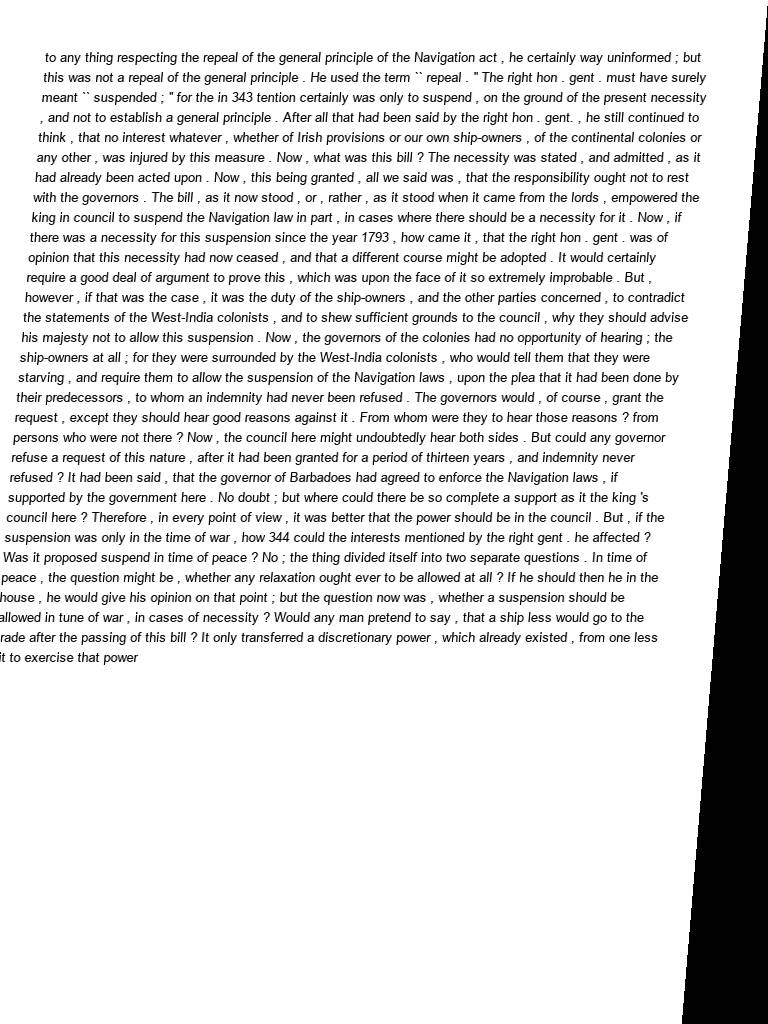 to any thing respecting the repeal of the general principle of the Navigation act , he certainly way uninformed ; but
this was not a repeal of the general principle . He used the term `` repeal . '' The right hon . gent . must have surely
meant `` suspended ; '' for the in 343 tention certainly was only to suspend , on the ground of the present necessity
, and not to establish a general principle . After all that had been said by the right hon . gent. , he still continued to
think , that no interest whatever , whether of Irish provisions or our own ship-owners , of the continental colonies or
any other , was injured by this measure . Now , what was this bill ? The necessity was stated , and admitted , as it
had already been acted upon . Now , this being granted , all we said was , that the responsibility ought not to rest
with the governors . The bill , as it now stood , or , rather , as it stood when it came from the lords , empowered the
king in council to suspend the Navigation law in part , in cases where there should be a necessity for it . Now , if
there was a necessity for this suspension since the year 1793 , how came it , that the right hon . gent . was of
opinion that this necessity had now ceased , and that a different course might be adopted . It would certainly
require a good deal of argument to prove this , which was upon the face of it so extremely improbable . But ,
however , if that was the case , it was the duty of the ship-owners , and the other parties concerned , to contradict
the statements of the West-India colonists , and to shew sufficient grounds to the council , why they should advise
his majesty not to allow this suspension . Now , the governors of the colonies had no opportunity of hearing ; the
ship-owners at all ; for they were surrounded by the West-India colonists , who would tell them that they were
starving , and require them to allow the suspension of the Navigation laws , upon the plea that it had been done by
their predecessors , to whom an indemnity had never been refused . The governors would , of course , grant the
request , except they should hear good reasons against it . From whom were they to hear those reasons ? from
persons who were not there ? Now , the council here might undoubtedly hear both sides . But could any governor
refuse a request of this nature , after it had been granted for a period of thirteen years , and indemnity never
refused ? It had been said , that the governor of Barbadoes had agreed to enforce the Navigation laws , if
supported by the government here . No doubt ; but where could there be so complete a support as it the king 's
council here ? Therefore , in every point of view , it was better that the power should be in the council . But , if the
suspension was only in the time of war , how 344 could the interests mentioned by the right gent . he affected ?
Was it proposed suspend in time of peace ? No ; the thing divided itself into two separate questions . In time of
peace , the question might be , whether any relaxation ought ever to be allowed at all ? If he should then he in the
house , he would give his opinion on that point ; but the question now was , whether a suspension should be
allowed in tune of war , in cases of necessity ? Would any man pretend to say , that a ship less would go to the
rade after the passing of this bill ? It only transferred a discretionary power , which already existed , from one less
it to exercise that power